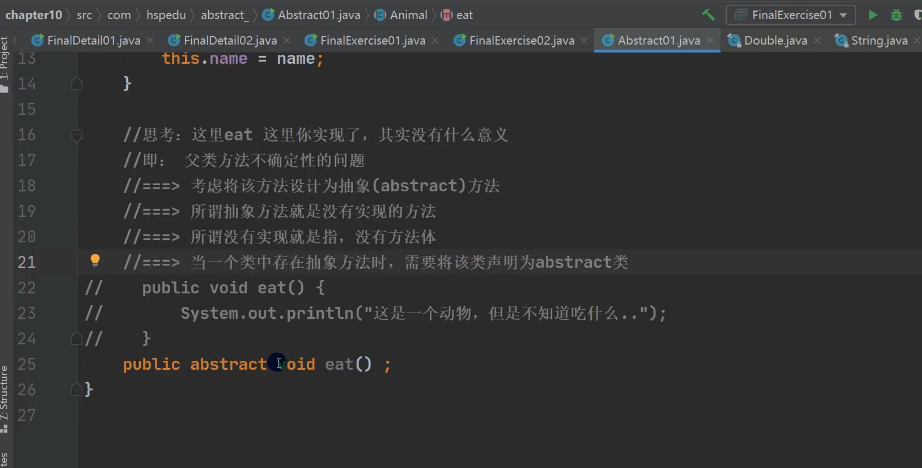 chapter10 src com hspedu abstract_ Abstract01.java Animal eat FinalExercise01
FinalDetail01.java FinalDetail02.java FinalExercise01.java FinalExercise02.java Abstract01.java Double.java String.java
1: Project
13 this.name = name;
14 }
15
16 //思考：这里eat 这里你实现了，其实没有什么意义
17 //即： 父类方法不确定性的问题
18 //===> 考虑将该方法设计为抽象(abstract)方法
19 //===> 所谓抽象方法就是没有实现的方法
20 //===> 所谓没有实现就是指，没有方法体
21 //===> 当一个类中存在抽象方法时，需要将该类声明为abstract类
22 // public void eat() {
23 // System.out.println("这是一个动物，但是不知道吃什么..");
24 // }
25 public abstract void eat() ;
26 }
27
7: Structure